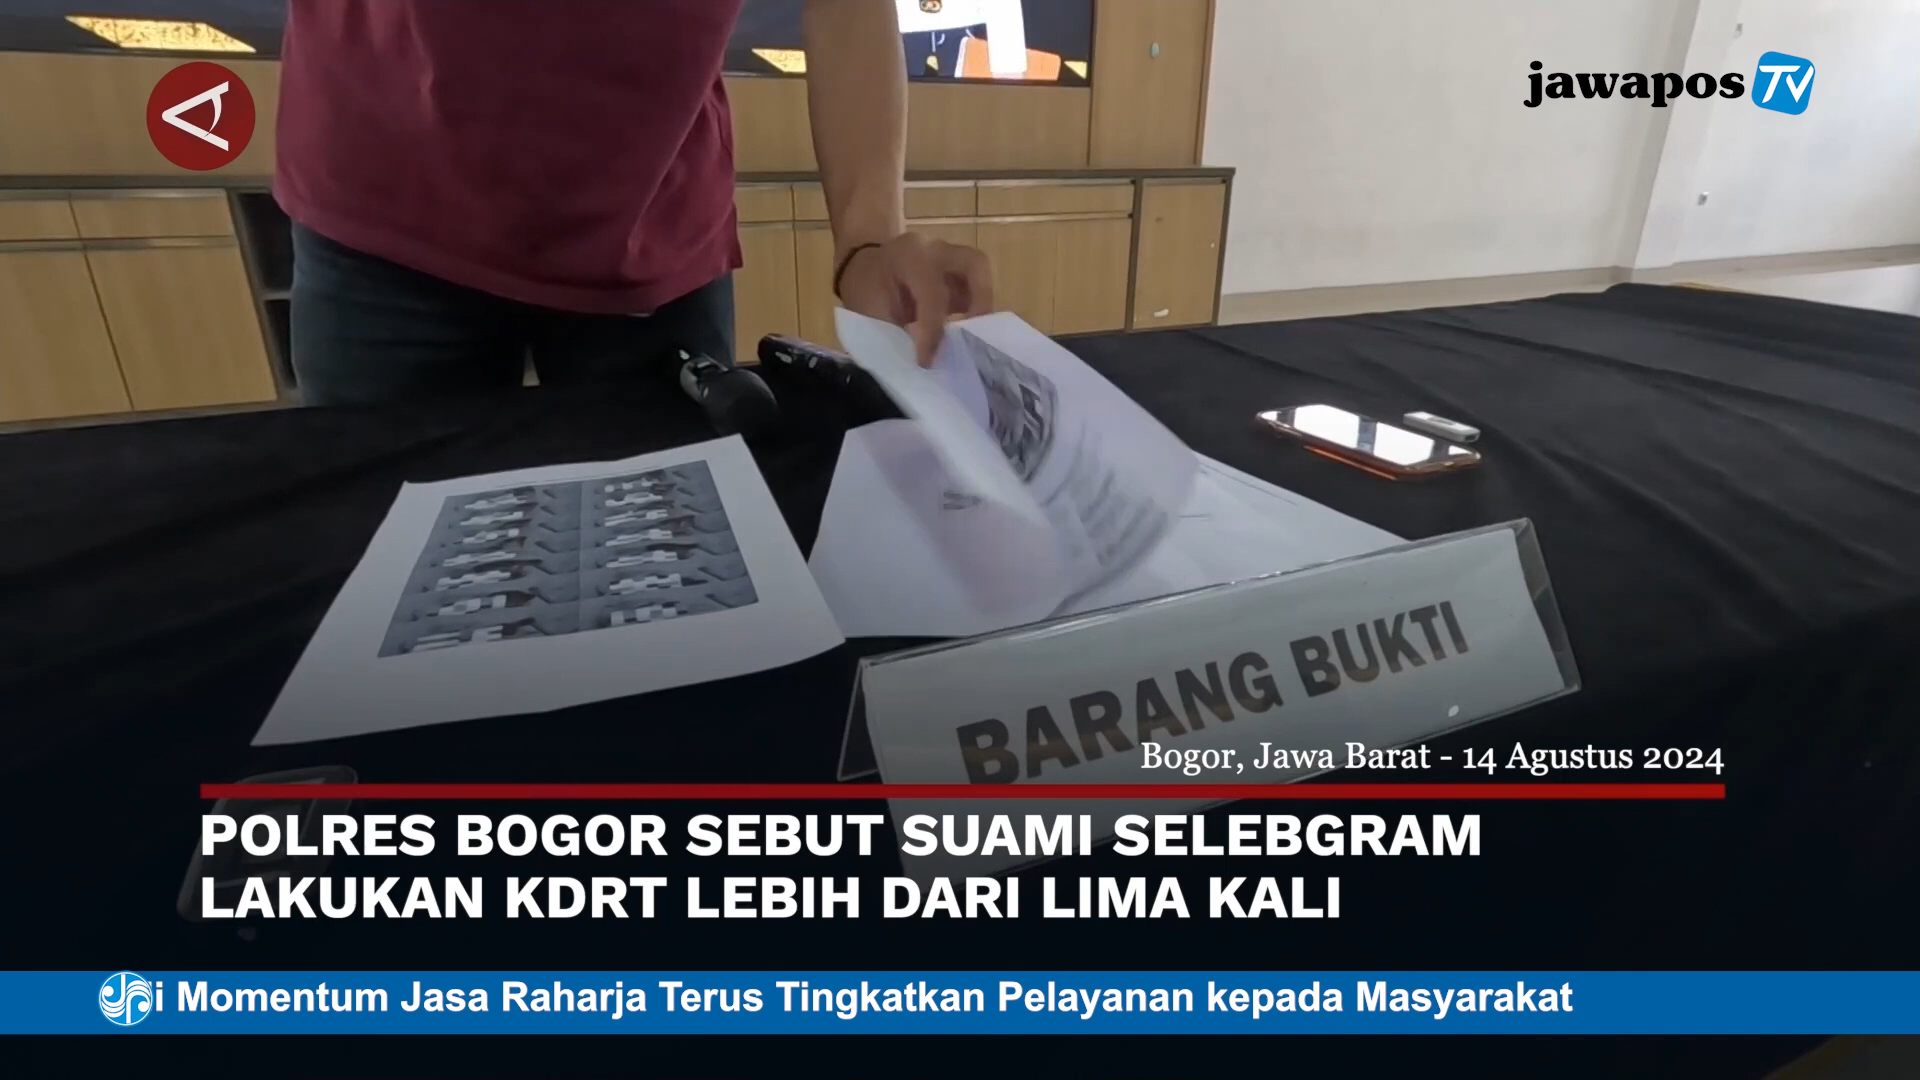 jawapos TV
BARANG BUKTI
Bogor, Jawa Barat - 14 Agustus 2024
POLRES BOGOR SEBUT SUAMI SELEBGRAM
LAKUKAN KDRT LEBIH DARI LIMA KALI
i Momentum Jasa Raharja Terus Tingkatkan Pelayanan kepada Masyarakat